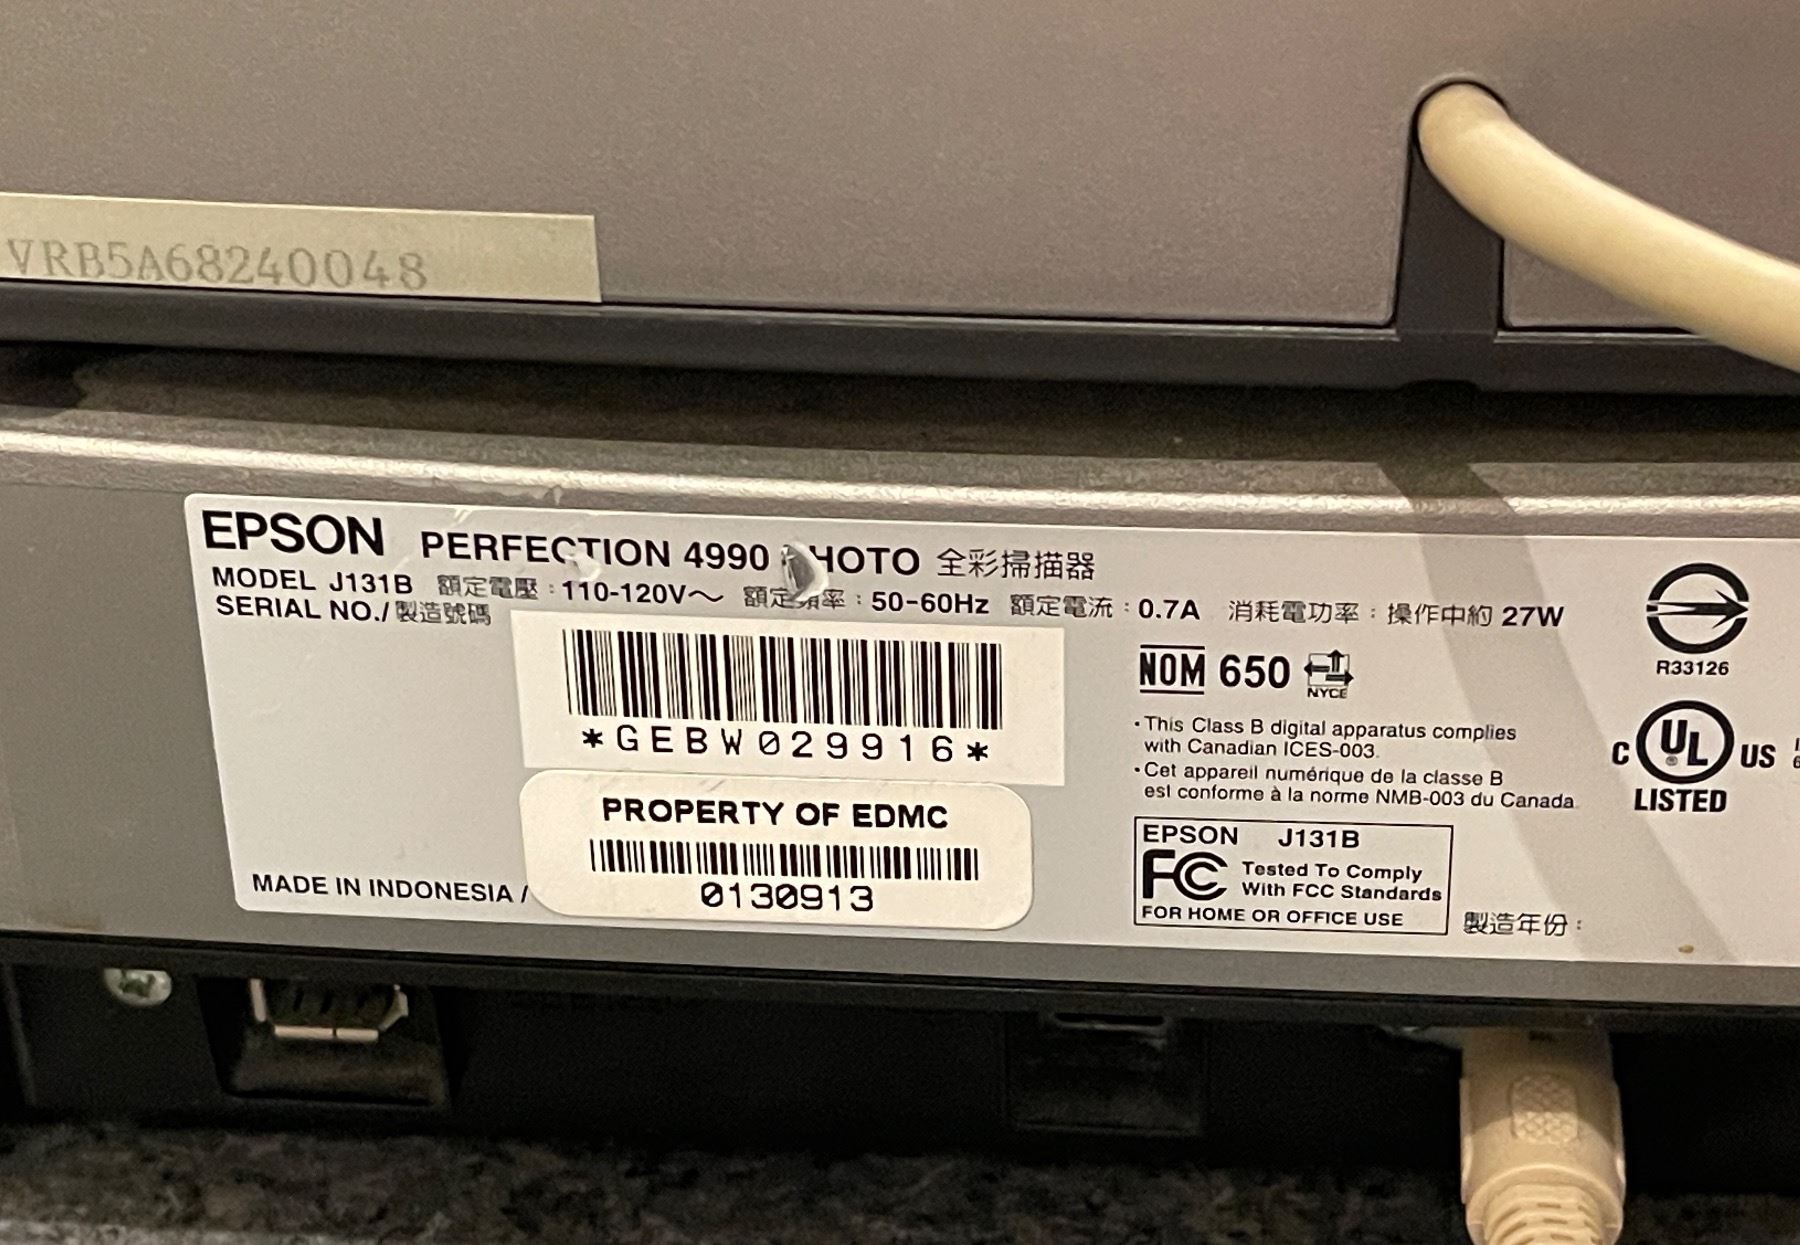 VRB5A68240048
EPSON PERFECTION 4990 HOTO 全彩掃描器
MODEL J131B 額定電壓：110-120V～ 額定頻率：50-60Hz 額定電流：0.7A 消耗電功率：操作中約 27W
SERIAL NO./製造號碼
*GEBW029916*
PROPERTY OF EDMC
0130913
MADE IN INDONESIA /
NOM 650 NYCE
・This Class B digital apparatus complies
with Canadian ICES-003.
・Cet appareil numérique de la classe B
est conforme à la norme NMB-003 du Canada.
EPSON J131B
FC Tested To Comply
With FCC Standards
FOR HOME OR OFFICE USE
製造年份：
R33126
C UL ® US
LISTED